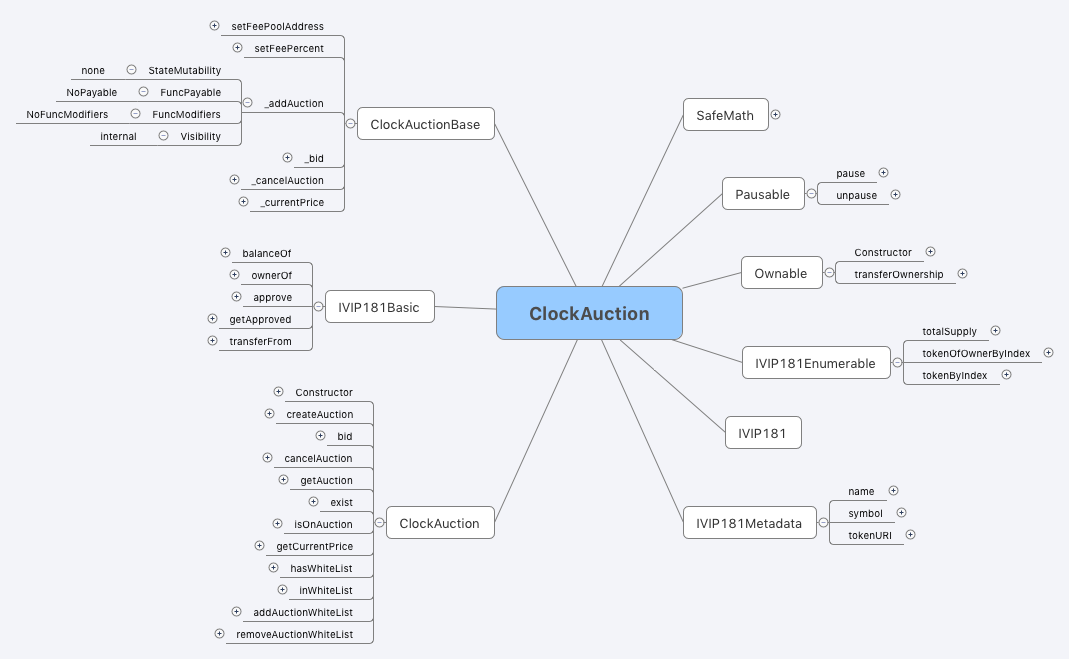 ClockAuction
ClockAuctionBase
setFeePoolAddress
setFeePercent
_addAuction
StateMutability
none
FuncPayable
NoPayable
FuncModifiers
NoFuncModifiers
Visibility
internal
_bid
_cancelAuction
_currentPrice
IVIP181Basic
balanceOf
ownerOf
approve
getApproved
transferFrom
ClockAuction
Constructor
createAuction
bid
cancelAuction
getAuction
exist
isOnAuction
getCurrentPrice
hasWhiteList
inWhiteList
addAuctionWhiteList
removeAuctionWhiteList
SafeMath
Pausable
pause
unpause
Ownable
Constructor
transferOwnership
IVIP181Enumerable
totalSupply
tokenOfOwnerByIndex
tokenByIndex
IVIP181
IVIP181Metadata
name
symbol
tokenURI